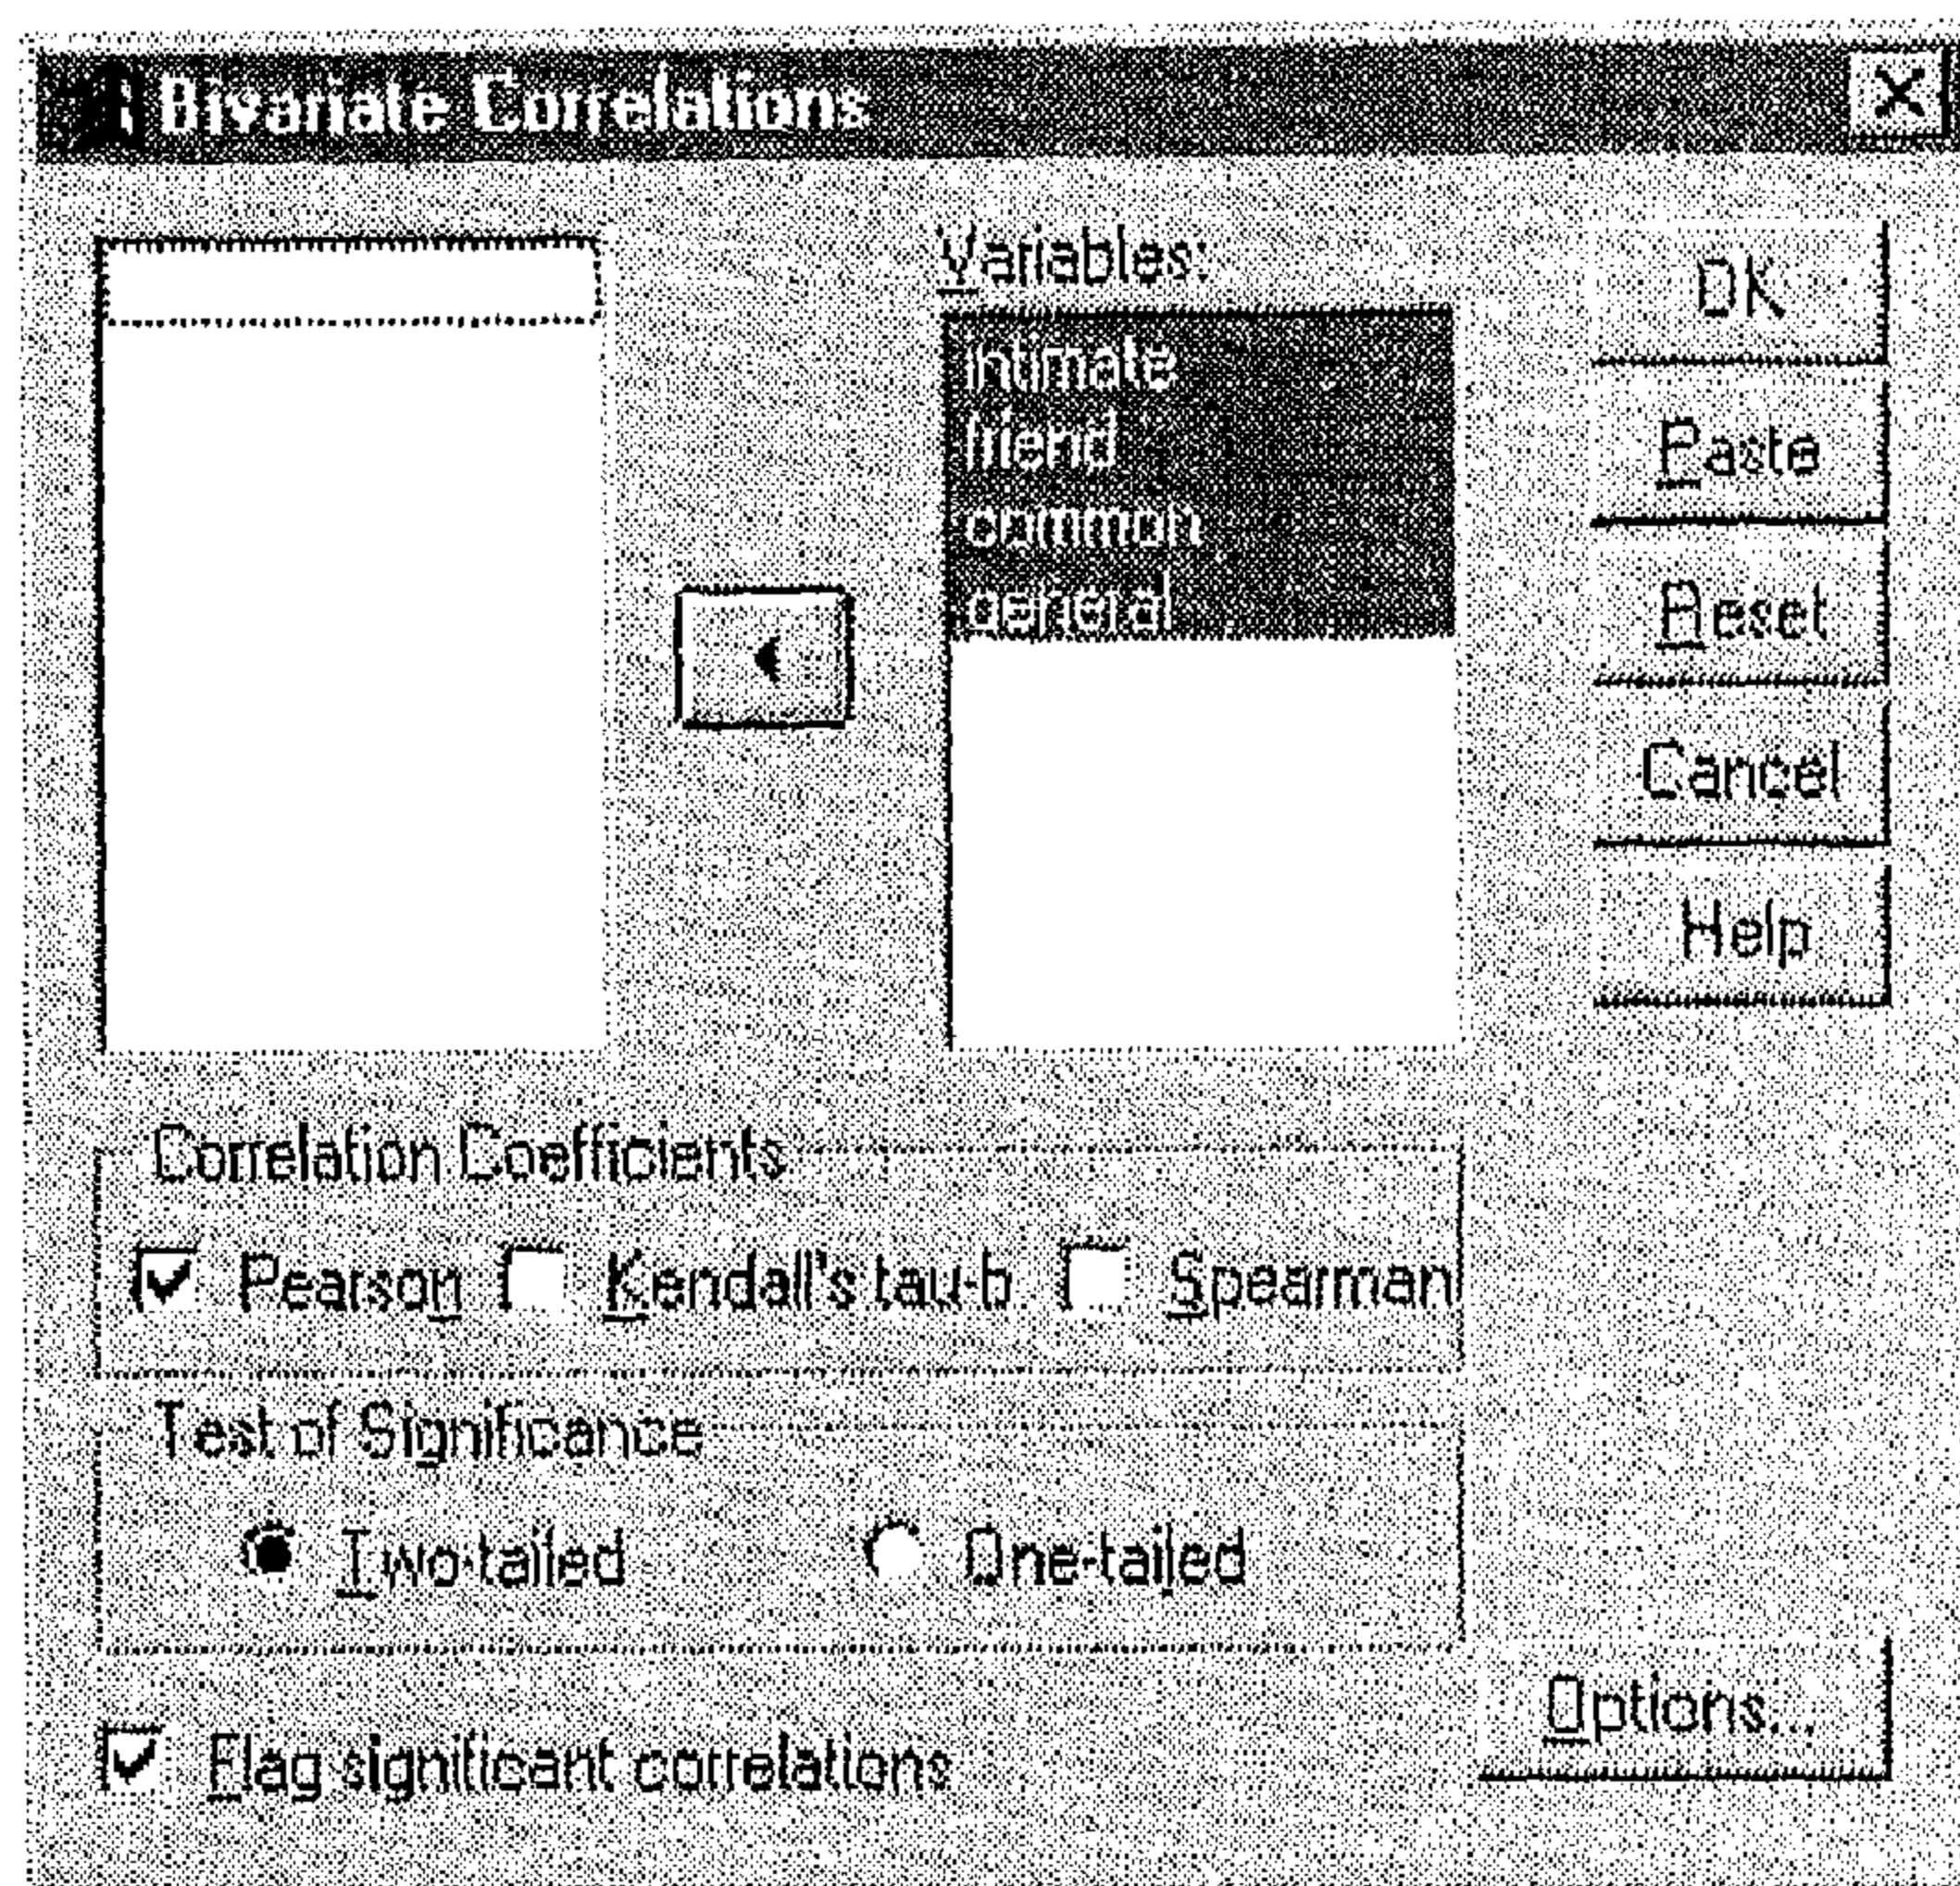 Bivariate Correlations
Variables:
intimate
friend
common
general
OK
Paste
Reset
Cancel
Help
Correlation Coefficients
Pearson Kendall's tau-b Spearman
Test of Significance
Two-tailed One-tailed
Flag significant correlations
Options...